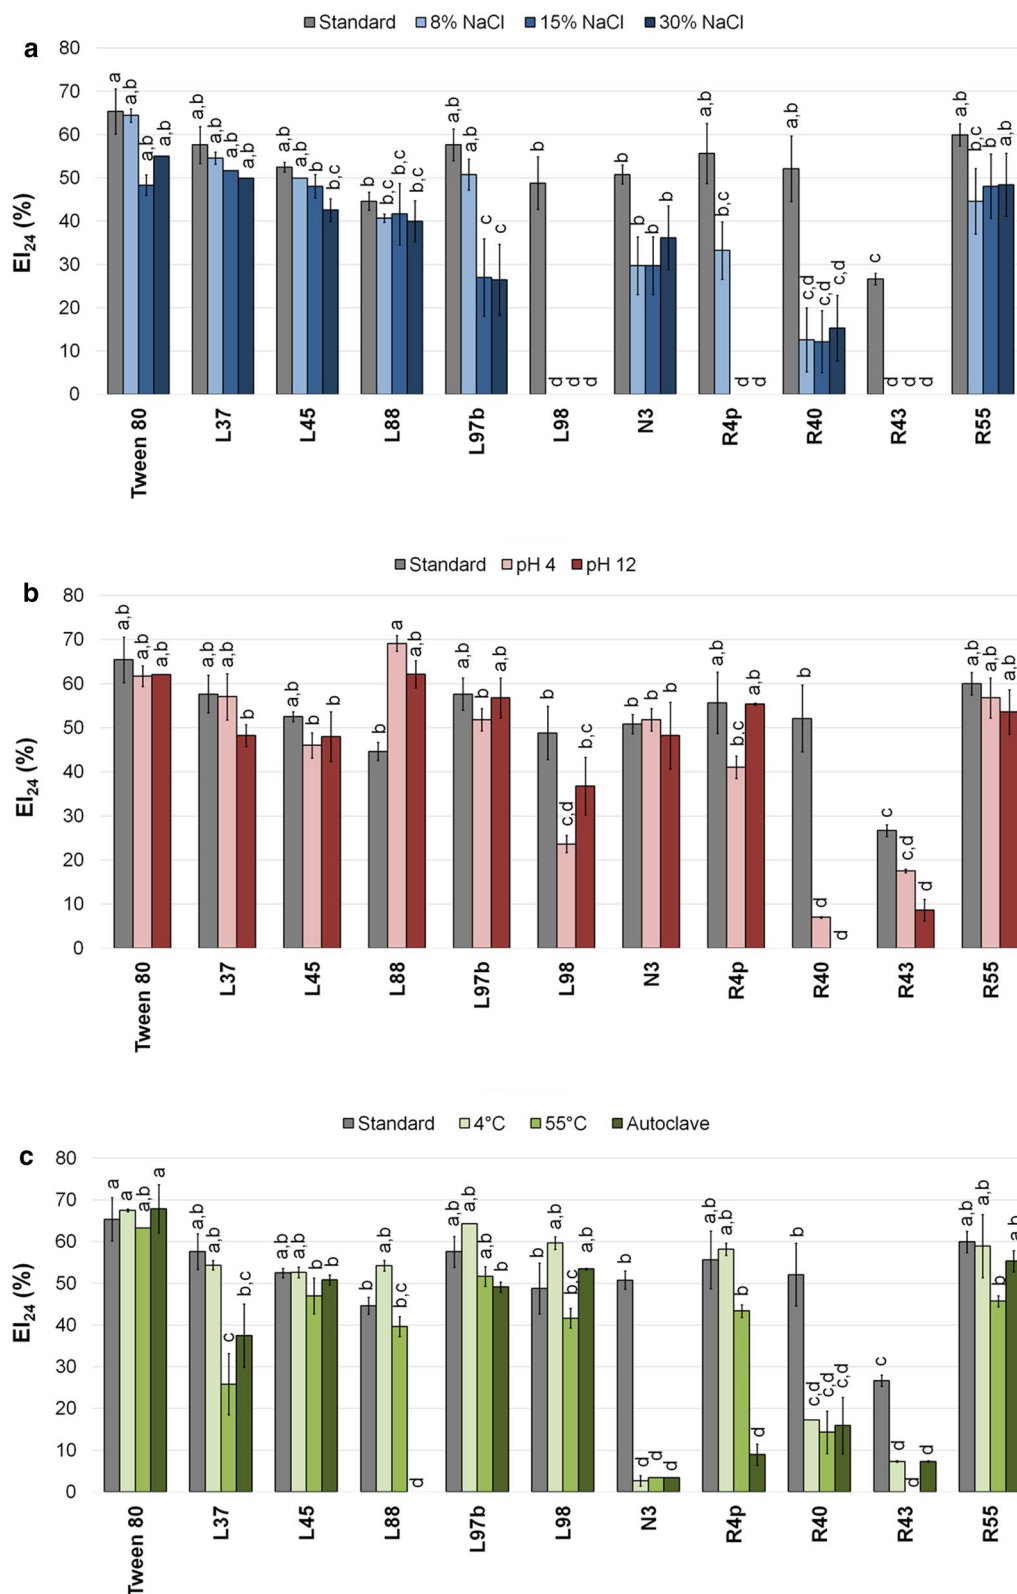 Standard 8% NaCl 15% NaCl 30% NaCl
a
80
70
60
50
40
30
20
10
0
EI24 (%)
a a,b a,b a,b
a,b a,b a,b a,b
a,b a,b b b,c
b b,c b,c b,c
a,b a,b c c
b d d d
b b b b
a,b b,c d d
a,b c,d c,d c,d
c d d d
a,b b,c b a,b
Tween 80 L37 L45 L88 L97b L98 N3 R4p R40 R43 R55
Standard pH 4 pH 12
b
80
70
60
50
40
30
20
10
0
EI24 (%)
a,b a,b a,b
a,b a,b b
a,b b b
b a b
a,b b a,b
b c,d b,c
b b b
a,b b,c a,b
b d d
c c,d d
a,b a,b a,b
Tween 80 L37 L45 L88 L97b L98 N3 R4p R40 R43 R55
Standard 4°C 55°C Autoclave
c
80
70
60
50
40
30
20
10
0
EI24 (%)
a a a,b a
a,b a,b c b,c
a,b a,b b b
b a,b b,c d
a,b a,b a,b b
b a,b b,c a,b
b d d d
a,b a,b b d
b c,d c,d c,d
c d d d
a,b a,b b a,b
Tween 80 L37 L45 L88 L97b L98 N3 R4p R40 R43 R55